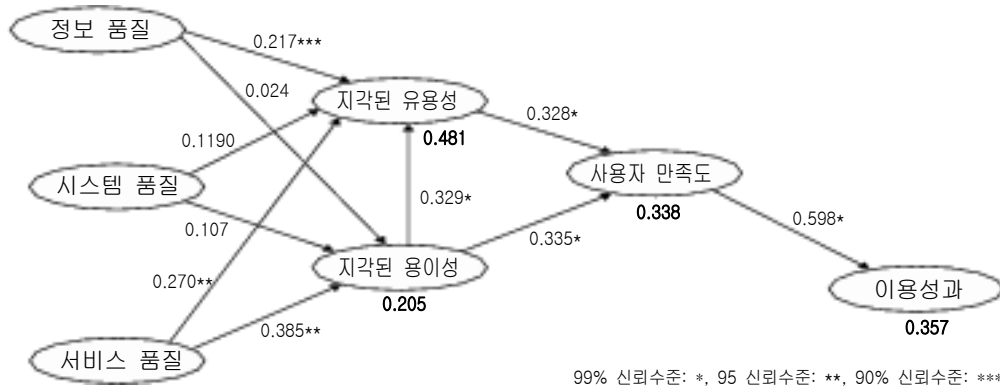 정보 품질
0.217***
0.024
지각된 유용성
0.328*
0.1190
0.481
사용자 만족도
시스템 품질
0.329*
0.338
0.598*
0.107
0.335*
지각된 용이성
0.270**
0.205
이용성과
0.385**
0.357
서비스 품질
99% 신뢰수준: *, 95 신뢰수준: **, 90% 신뢰수준: ***